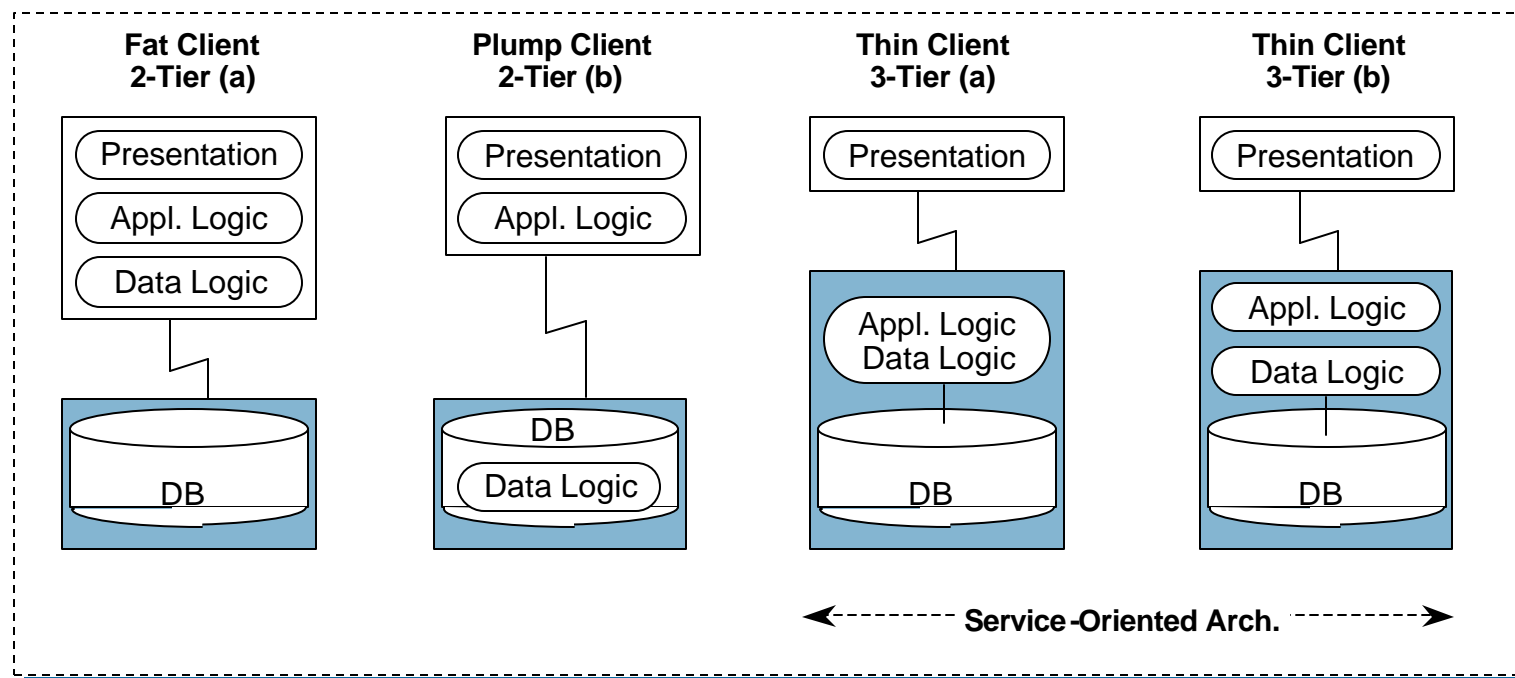 Fat Client
2-Tier (a)
Presentation
Appl. Logic
Data Logic
DB
Plump Client
2-Tier (b)
Presentation
Appl. Logic
DB
Data Logic
Thin Client
3-Tier (a)
Presentation
Appl. Logic
Data Logic
DB
Thin Client
3-Tier (b)
Presentation
Appl. Logic
Data Logic
DB
Service-Oriented Arch.